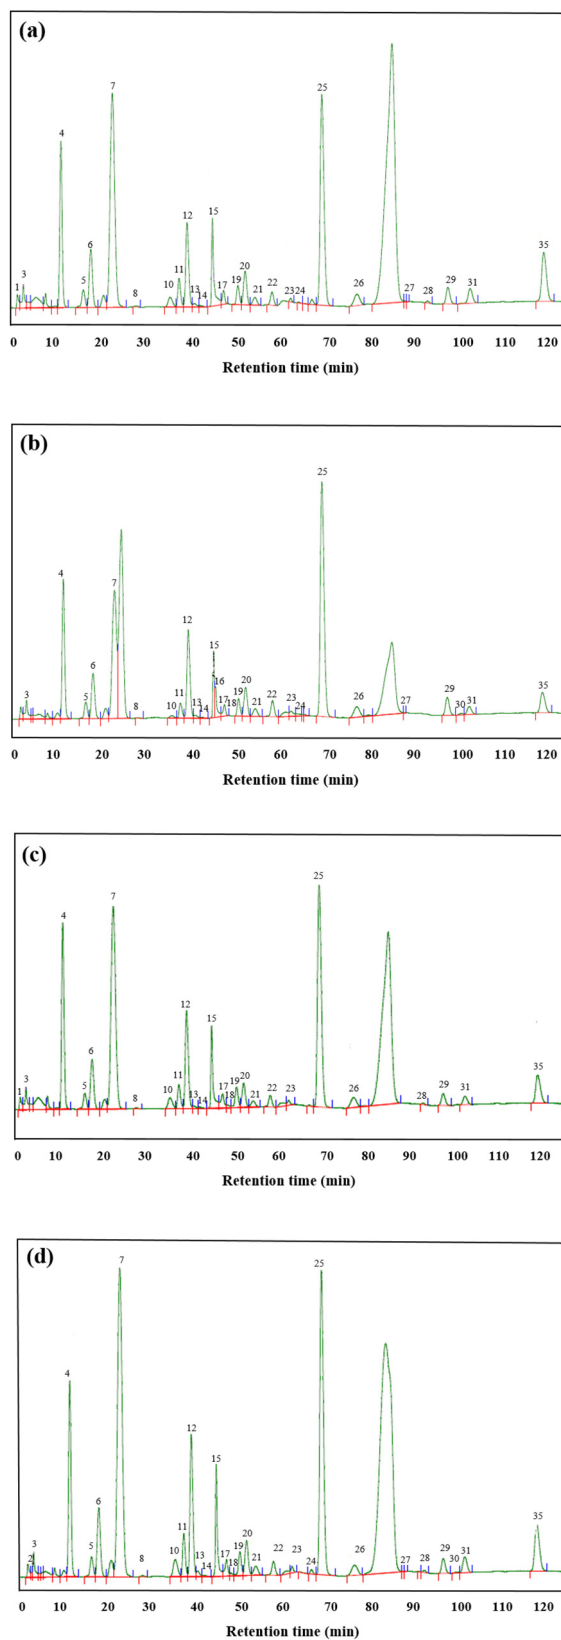 (a)
1 3 4 5 6 7 8 10 11 12 13 14 15 17 19 20 21 22 23 24 25 26 27 28 29 31 35
0 10 20 30 40 50 60 70 80 90 100 110 120
Retention time (min)
(b)
3 4 5 6 7 8 10 11 12 13 14 15 16 17 18 19 20 21 22 23 24 25 26 27 29 30 31 35
0 10 20 30 40 50 60 70 80 90 100 110 120
Retention time (min)
(c)
1 3 4 5 6 7 8 10 11 12 13 14 15 17 18 19 20 21 22 23 25 26 28 29 31 35
0 10 20 30 40 50 60 70 80 90 100 110 120
Retention time (min)
(d)
2 3 4 5 6 7 8 10 11 12 13 14 15 17 18 19 20 21 22 23 24 25 26 27 28 29 30 31 35
0 10 20 30 40 50 60 70 80 90 100 110 120
Retention time (min)